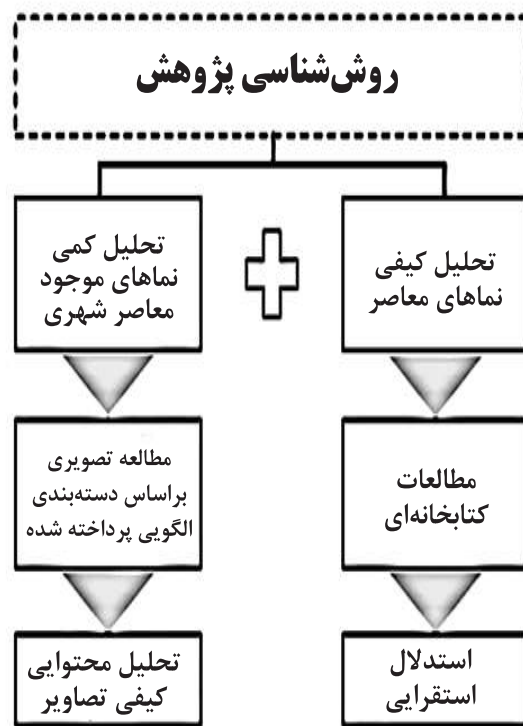 روش‌شناسی پژوهش
تحلیل کیفی
نماهای معاصر
تحلیل کمی
نماهای موجود
معاصر شهری
مطالعات
کتابخانه‌ای
مطالعه تصویری
براساس دسته‌بندی
الگویی پرداخته شده
استدلال
استقرایی
تحلیل محتوایی
کیفی تصاویر